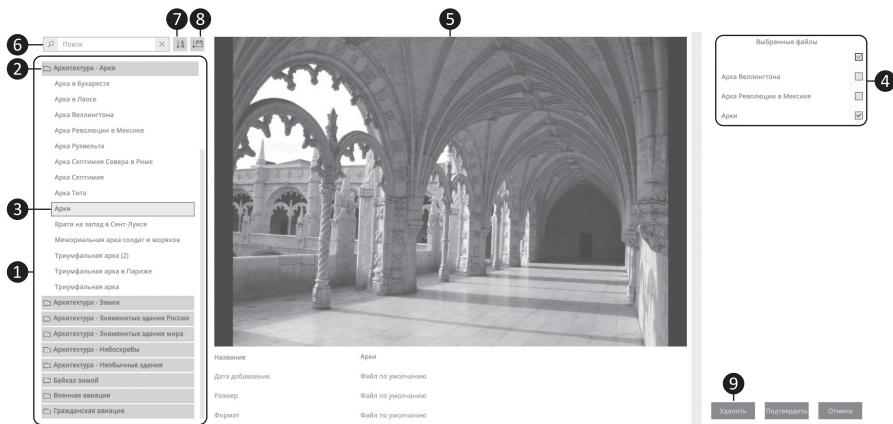 7
8
5
6
Поиск
Выбранные файлы
2
Архитектура - Арки
4
Арка в Бухаресте
Арка Веллингтона
Арка в Лаосе
Арка Революции в Мексике
Арка Веллингтона
Арки
Арка Революции в Мексике
Арка Рузвельта
Арка Септимия Севера в Риме
Арка Септимия
Арка Тита
3
Арки
Врата на запад в Сент-Луисе
Мемориальная арка солдат и моряков
1
Триумфальная арка (2)
Триумфальная арка в Париже
Триумфальная арка
Архитектура - Замки
Архитектура - Знаменитые здания России
Архитектура - Знаменитые здания мира
Архитектура - Небоскребы
Архитектура - Необычные здания
Байкал зимой
Военная авиация
Гражданская авиация
Название
Арки
Дата добавления
Файл по умолчанию
Размер
Файл по умолчанию
Формат
Файл по умолчанию
9
Удалить
Подтвердить
Отмена